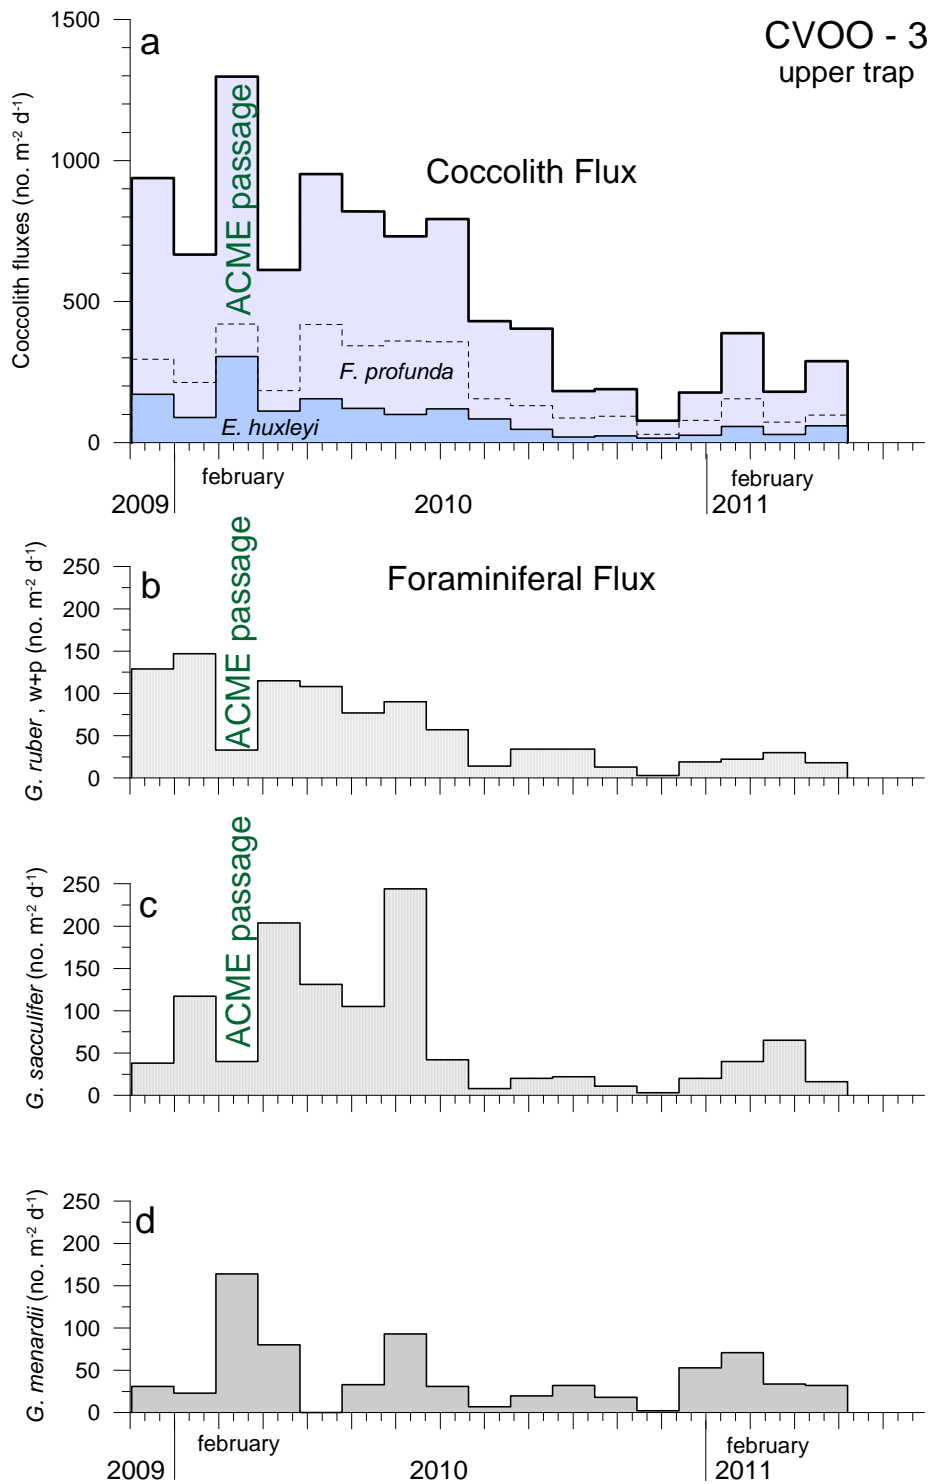 CVOO - 3
upper trap
a
Coccolith fluxes (no. m⁻² d⁻¹)
1500
1000
500
0
ACME passage
Coccolith Flux
F. profunda
E. huxleyi
february
february
2009
2010
2011
b
Foraminiferal Flux
G. ruber , w+p (no. m⁻² d⁻¹)
250
200
150
100
50
0
ACME passage
c
G. sacculifer (no. m⁻² d⁻¹)
250
200
150
100
50
0
ACME passage
d
G. menardii (no. m⁻² d⁻¹)
250
200
150
100
50
0
february
february
2009
2010
2011